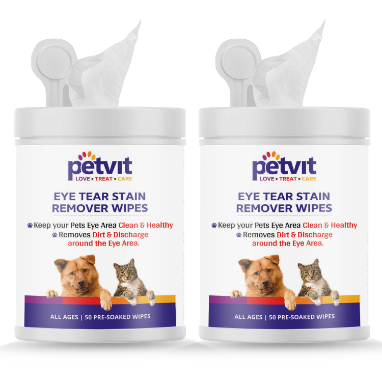 petvit
LOVE • TREAT • CARE
EYE TEAR STAIN
REMOVER WIPES
Keep your Pets Eye Area Clean & Healthy
Removes Dirt & Discharge
around the Eye Area.
ALL AGES | 50 PRE-SOAKED WIPES
petvit
LOVE • TREAT • CARE
EYE TEAR STAIN
REMOVER WIPES
Keep your Pets Eye Area Clean & Healthy
Removes Dirt & Discharge
around the Eye Area.
ALL AGES | 50 PRE-SOAKED WIPES